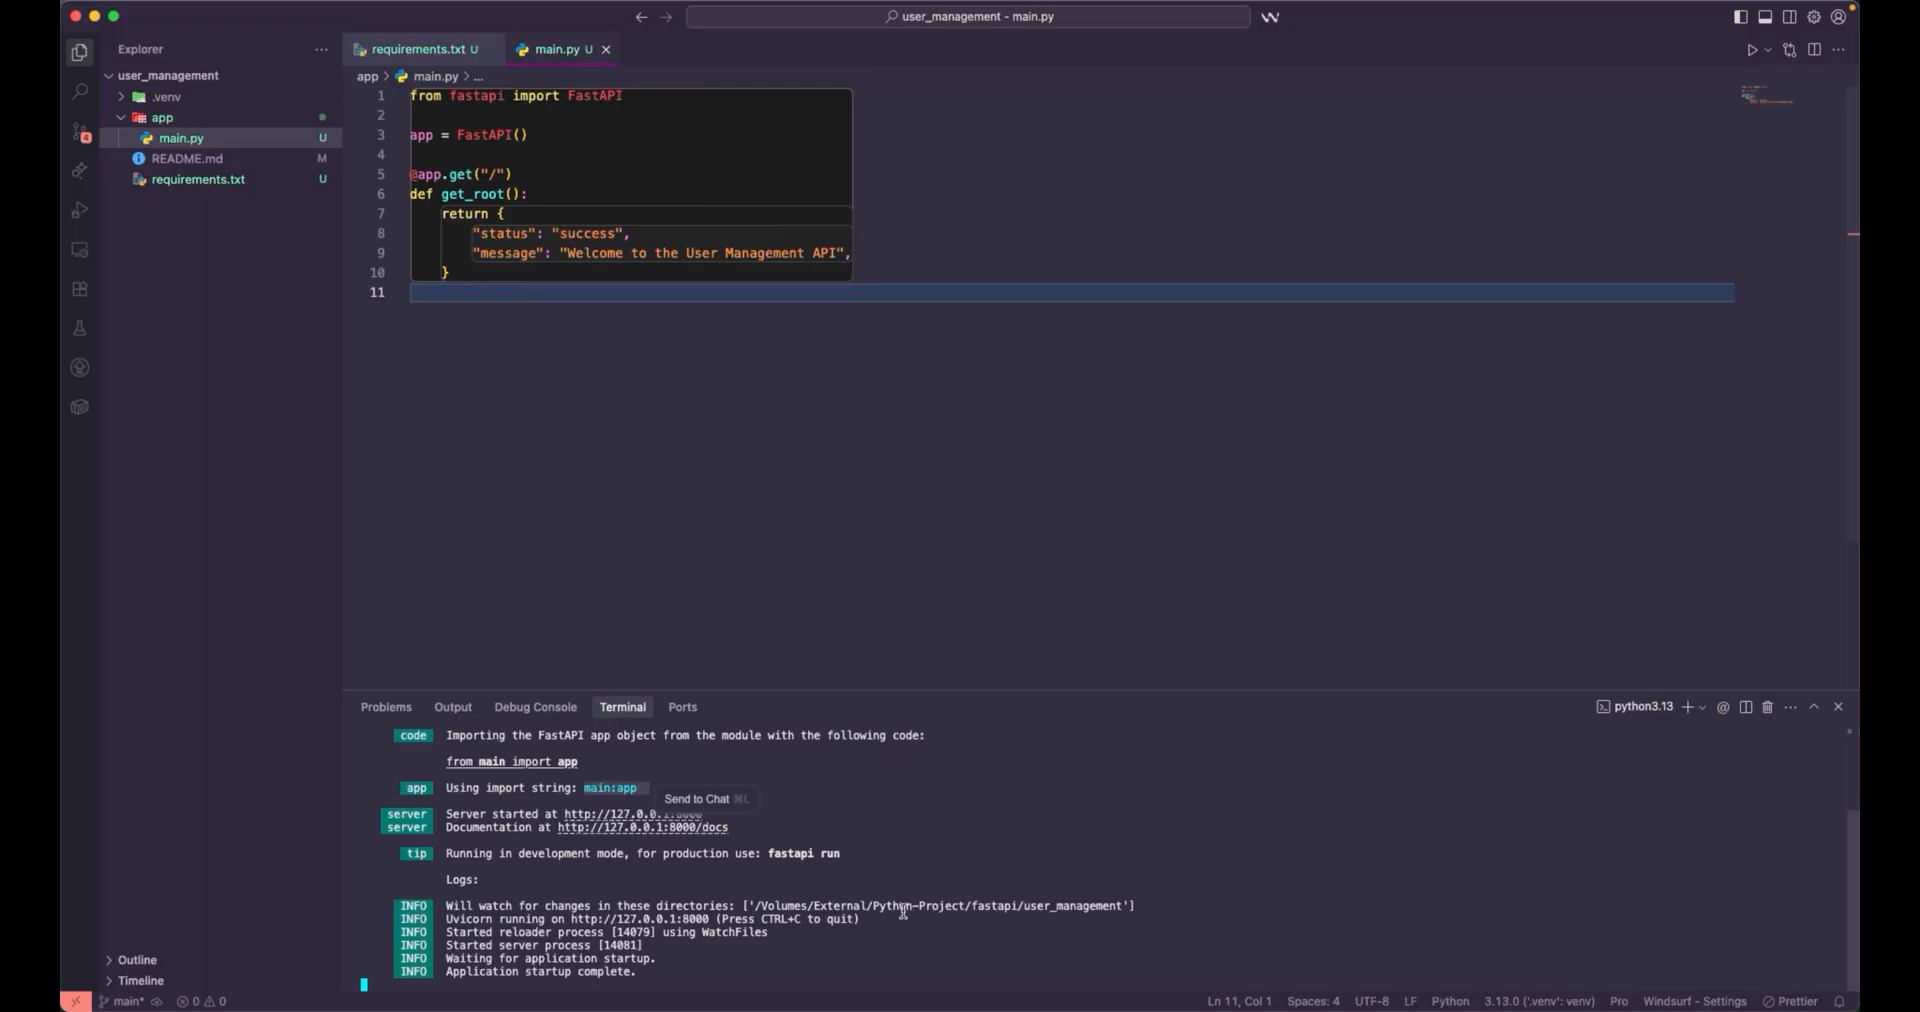 user_management - main.py
Explorer
requirements.txt U
main.py U
user_management
.venv
app
main.py U
README.md M
requirements.txt U
4
app > main.py > ...
1 from fastapi import FastAPI
2
3 app = FastAPI()
4
5 @app.get("/")
6 def get_root():
7 return {
8 "status": "success",
9 "message": "Welcome to the User Management API",
10 }
11
Problems Output Debug Console Terminal Ports
python3.13
code Importing the FastAPI app object from the module with the following code:
from main import app
app Using import string: main:app
Send to Chat ⌘L
server Server started at http://127.0.0.1:8000
server Documentation at http://127.0.0.1:8000/docs
tip Running in development mode, for production use: fastapi run
Logs:
INFO Will watch for changes in these directories: ['/Volumes/External/Python-Project/fastapi/user_management']
INFO Uvicorn running on http://127.0.0.1:8000 (Press CTRL+C to quit)
INFO Started reloader process [14079] using WatchFiles
INFO Started server process [14081]
INFO Waiting for application startup.
INFO Application startup complete.
Outline
Timeline
main* 0 0
Ln 11, Col 1 Spaces: 4 UTF-8 LF Python 3.13.0 ('.venv': venv) Pro Windsurf - Settings Prettier